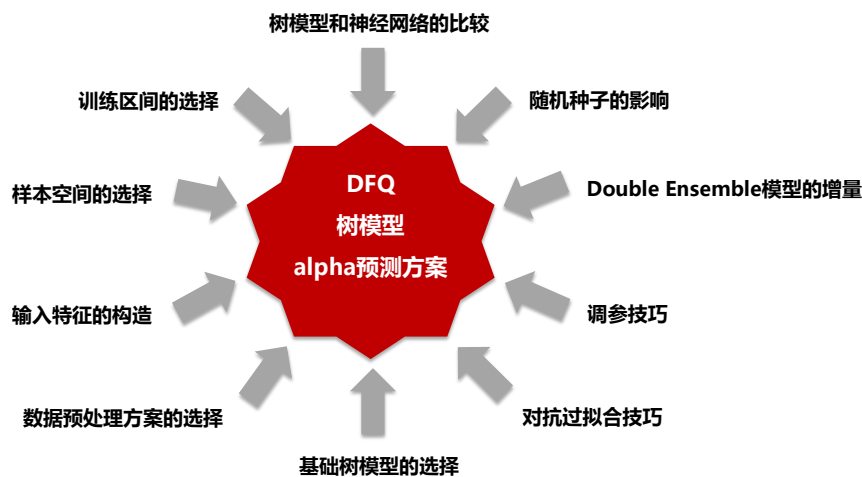 树模型和神经网络的比较
训练区间的选择
随机种子的影响
样本空间的选择
DFQ
树模型
alpha预测方案
Double Ensemble模型的增量
输入特征的构造
调参技巧
数据预处理方案的选择
对抗过拟合技巧
基础树模型的选择